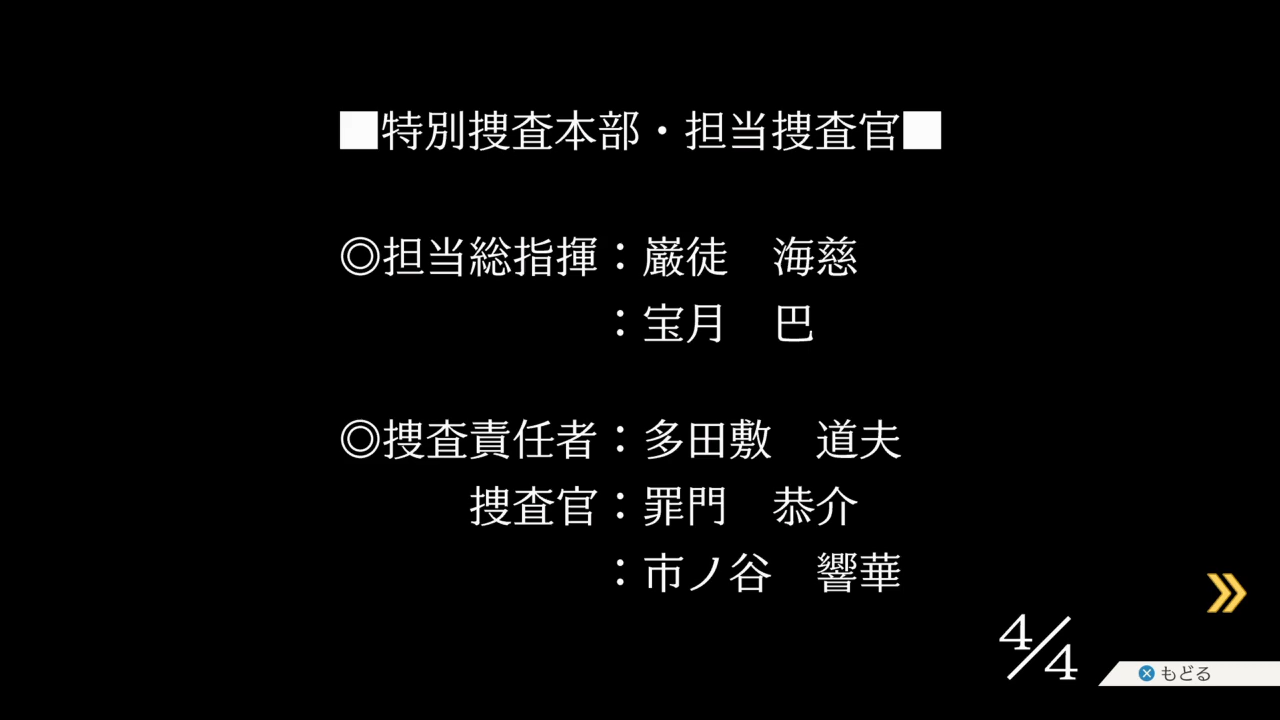 ■特別捜査本部・担当捜査官■
◎担当総指揮：巌徒　海慈
：宝月　巴
◎捜査責任者：多田敷　道夫
捜査官：罪門　恭介
：市ノ谷　響華
4/4
もどる